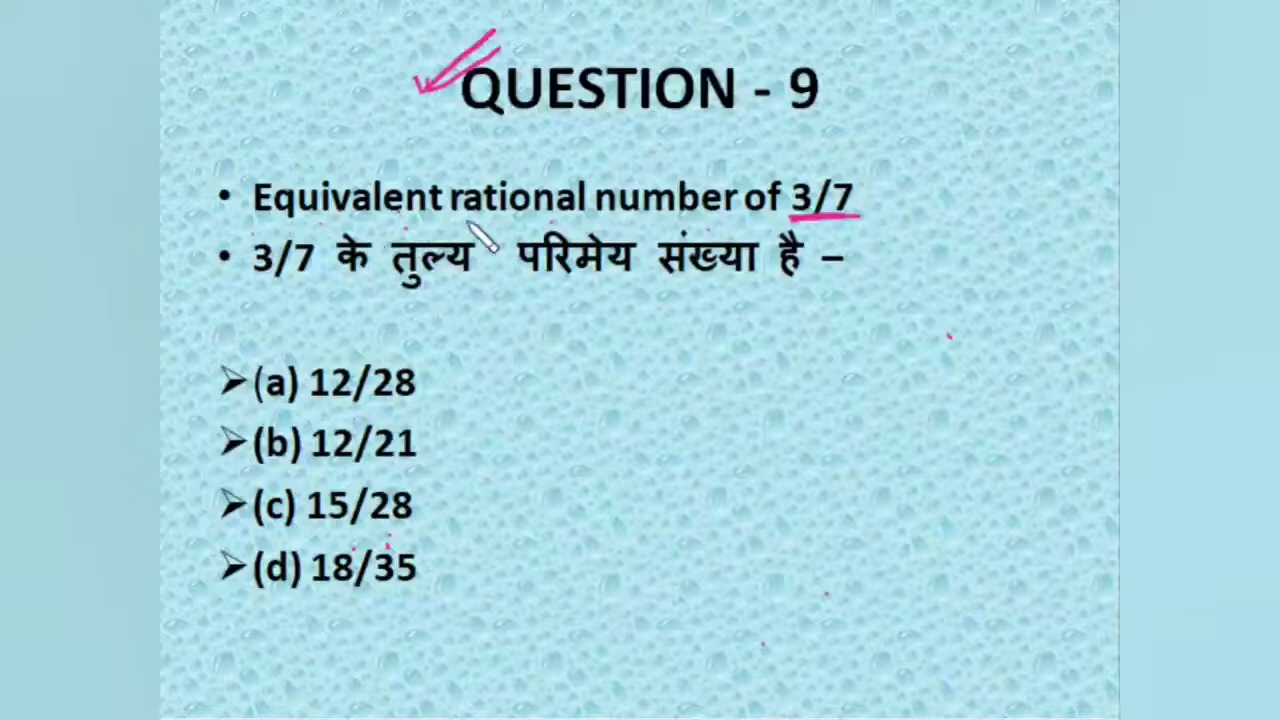 QUESTION - 9
• Equivalent rational number of 3/7
• 3/7 के तुल्य परिमेय संख्या है –
➢(a) 12/28
➢(b) 12/21
➢(c) 15/28
➢(d) 18/35